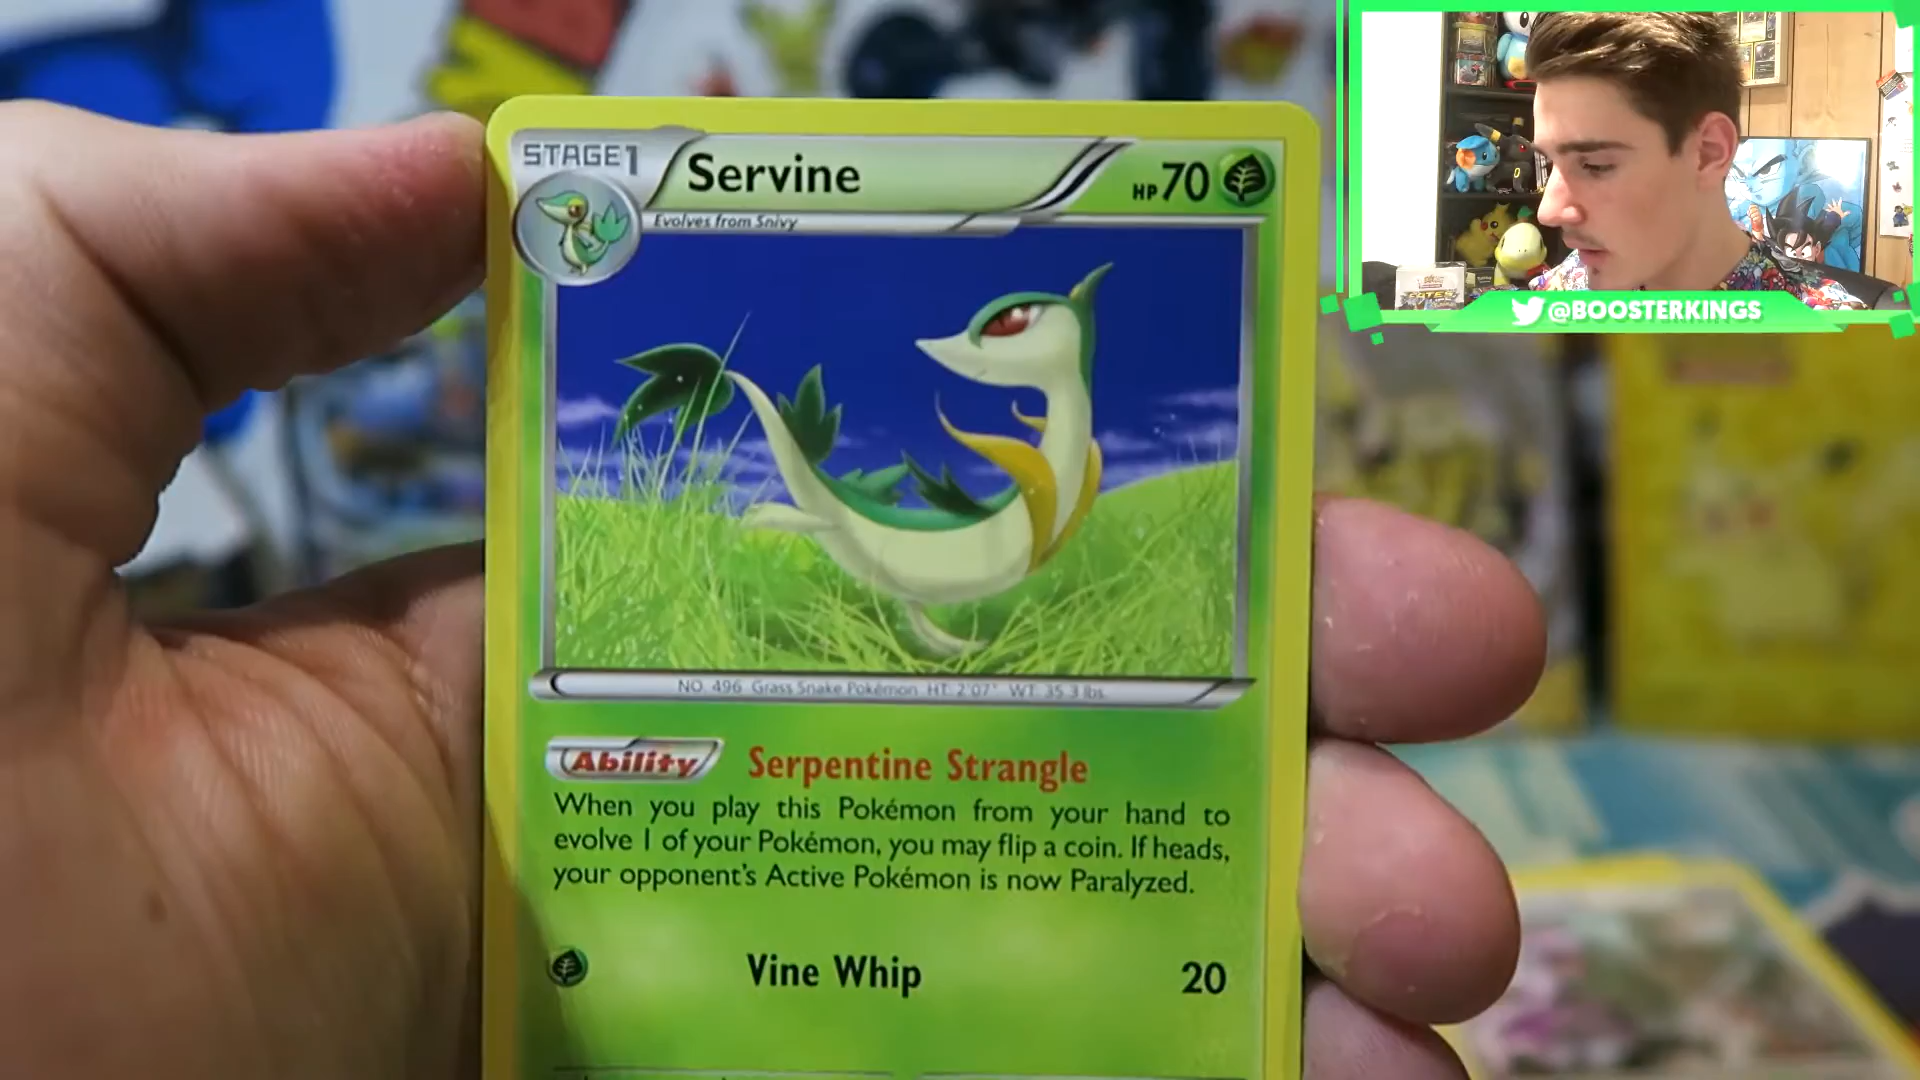 STAGE1
Servine
HP70
Evolves from Snivy
NO. 496 Grass Snake Pokémon HT: 2'07" WT: 35.3 lbs.
Ability Serpentine Strangle
When you play this Pokémon from your hand to
evolve 1 of your Pokémon, you may flip a coin. If heads,
your opponent's Active Pokémon is now Paralyzed.
Vine Whip 20
@BOOSTERKINGS